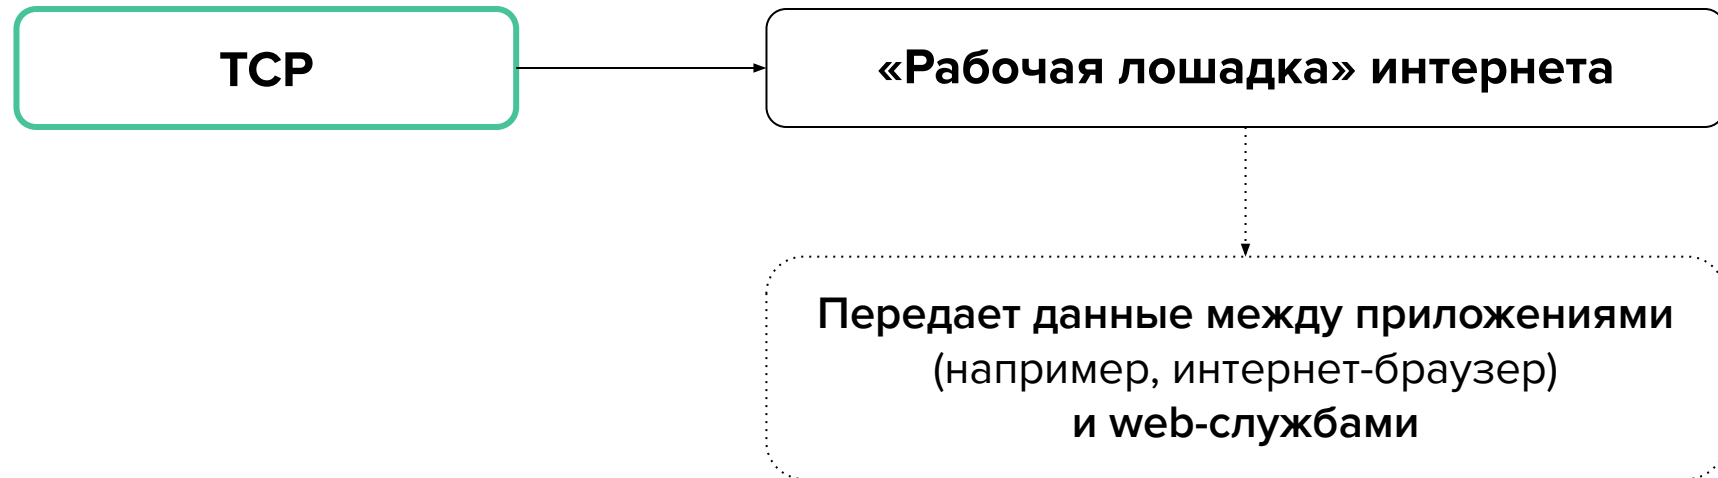 TCP
«Рабочая лошадка» интернета
Передает данные между приложениями
(например, интернет-браузер)
и web-службами